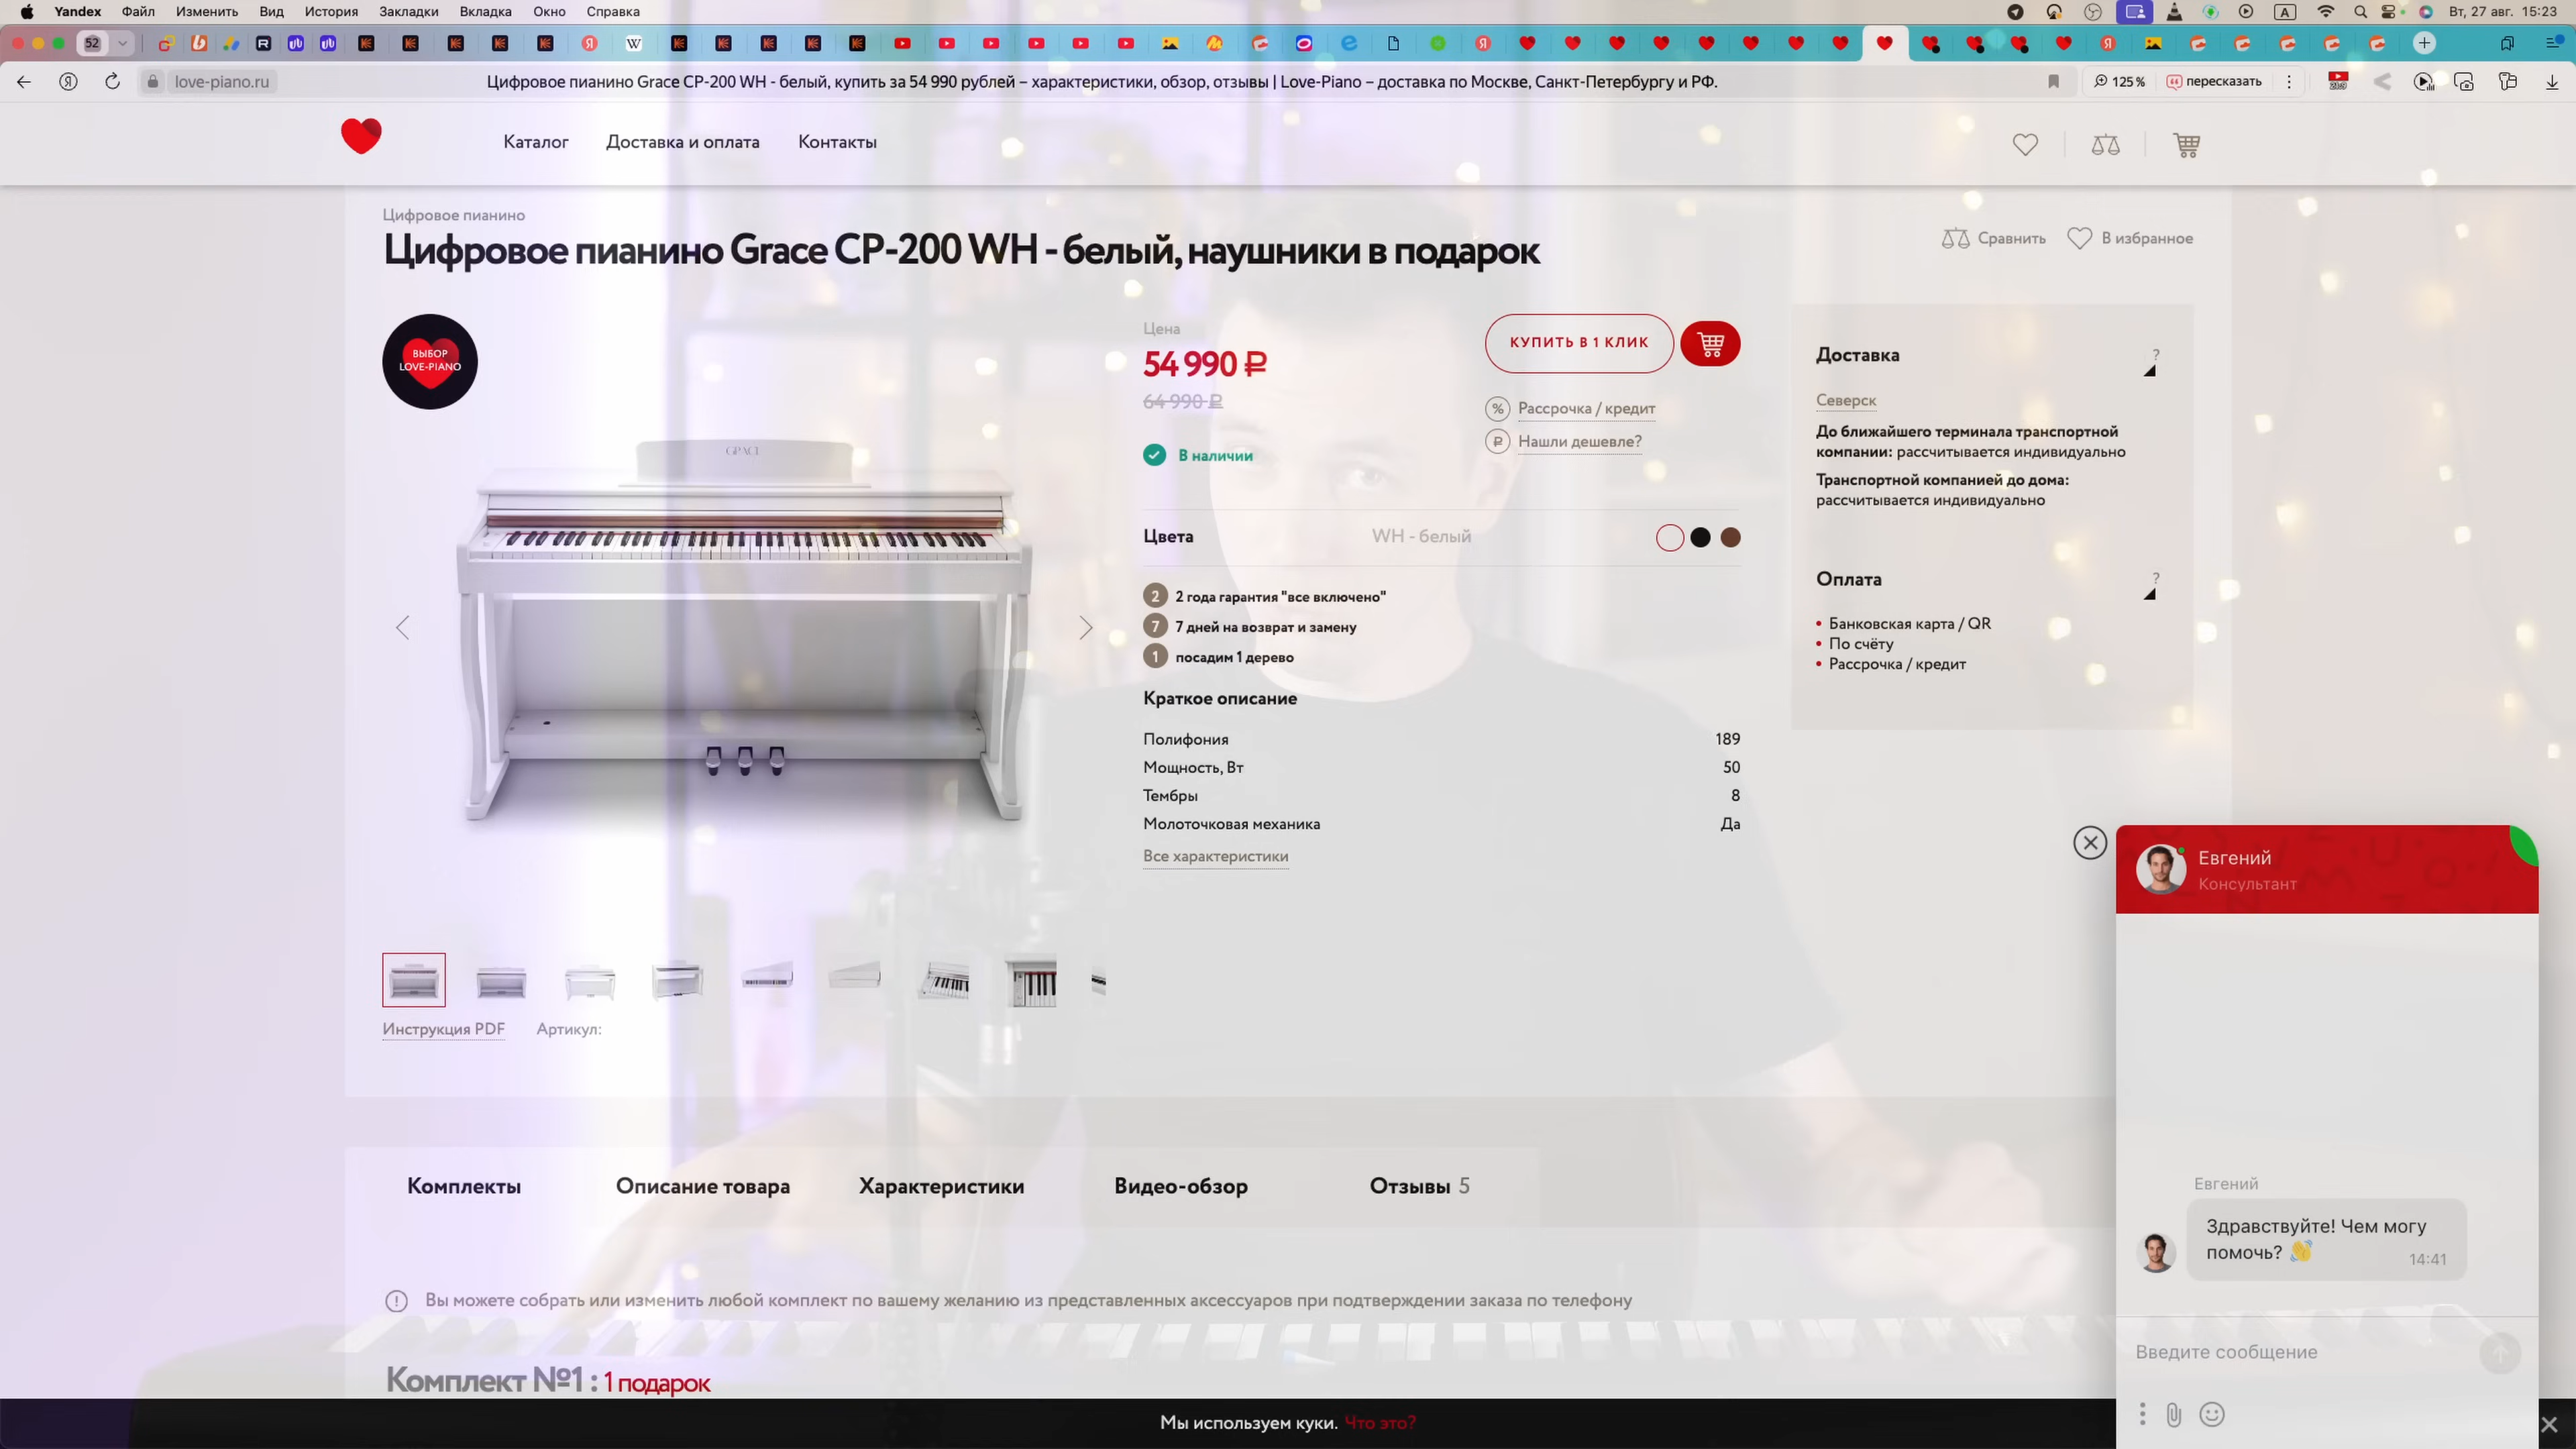 Yandex Файл Изменить Вид История Закладки Вкладка Окно Справка
A Вт, 27 авг. 15:23
52
love-piano.ru
Цифровое пианино Grace CP-200 WH - белый, купить за 54 990 рублей – характеристики, обзор, отзывы | Love-Piano – доставка по Москве, Санкт-Петербургу и РФ.
125 % пересказать
Каталог Доставка и оплата Контакты
Цифровое пианино
Цифровое пианино Grace CP-200 WH - белый, наушники в подарок
Сравнить В избранное
ВЫБОР
LOVE-PIANO
GRACE
Цена
54 990 ₽
64 990 ₽
В наличии
КУПИТЬ В 1 КЛИК
% Рассрочка / кредит
₽ Нашли дешевле?
Цвета WH - белый
2 2 года гарантия "все включено"
7 7 дней на возврат и замену
1 посадим 1 дерево
Краткое описание
Полифония 189
Мощность, Вт 50
Тембры 8
Молоточковая механика Да
Все характеристики
Доставка ?
Северск
До ближайшего терминала транспортной
компании: рассчитывается индивидуально
Транспортной компанией до дома:
рассчитывается индивидуально
Оплата ?
• Банковская карта / QR
• По счёту
• Рассрочка / кредит
Инструкция PDF Артикул:
Комплекты Описание товара Характеристики Видео-обзор Отзывы 5
Вы можете собрать или изменить любой комплект по вашему желанию из представленных аксессуаров при подтверждении заказа по телефону
Комплект №1 : 1 подарок
Мы используем куки. Что это?
Евгений
Консультант
Евгений
Здравствуйте! Чем могу
помочь? 👋
14:41
Введите сообщение